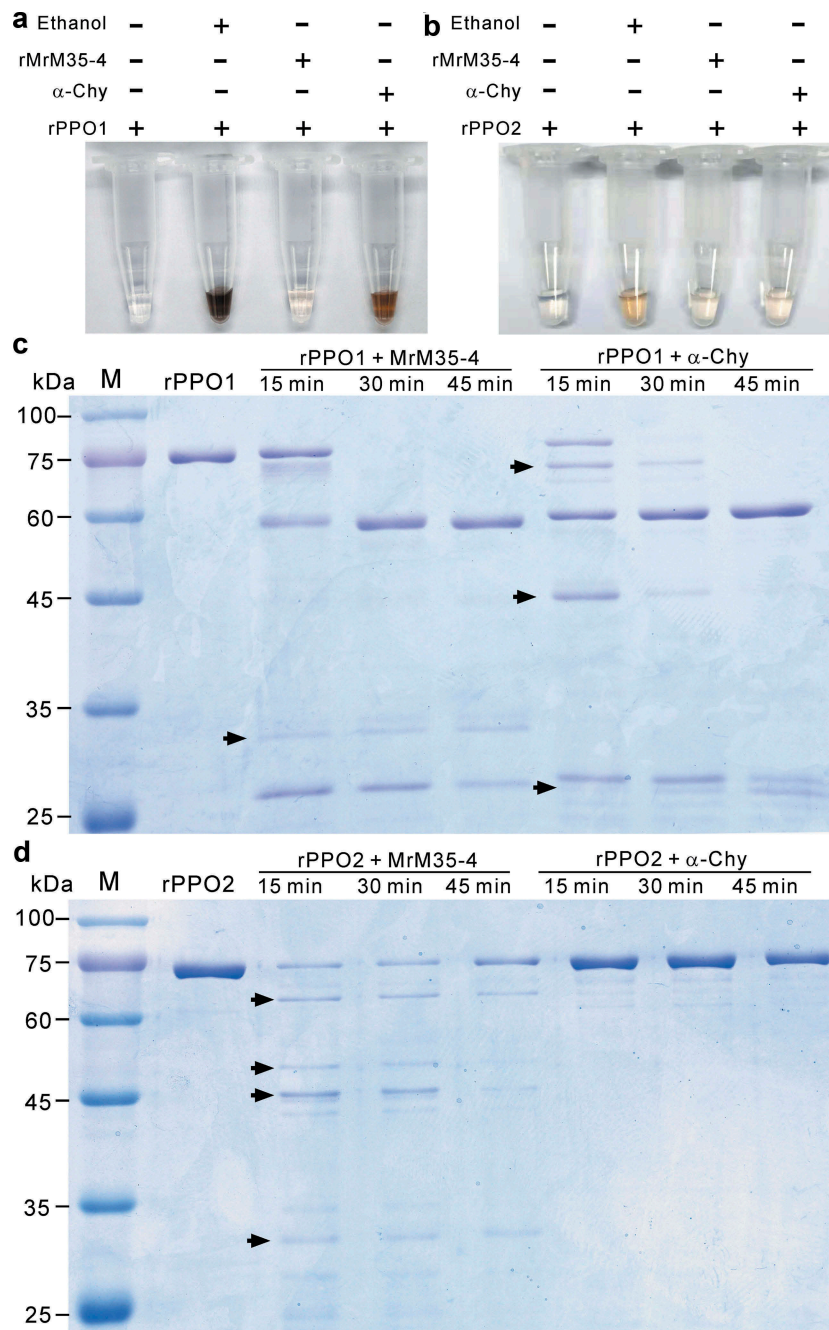 a
Ethanol - + - -
rMrM35-4 - - + -
α-Chy - - - +
rPPO1 + + + +
b
Ethanol - + - -
rMrM35-4 - - + -
α-Chy - - - +
rPPO2 + + + +
c
rPPO1 + MrM35-4 rPPO1 + α-Chy
kDa M rPPO1 15 min 30 min 45 min 15 min 30 min 45 min
100
75
60
45
35
25
d
rPPO2 + MrM35-4 rPPO2 + α-Chy
kDa M rPPO2 15 min 30 min 45 min 15 min 30 min 45 min
100
75
60
45
35
25